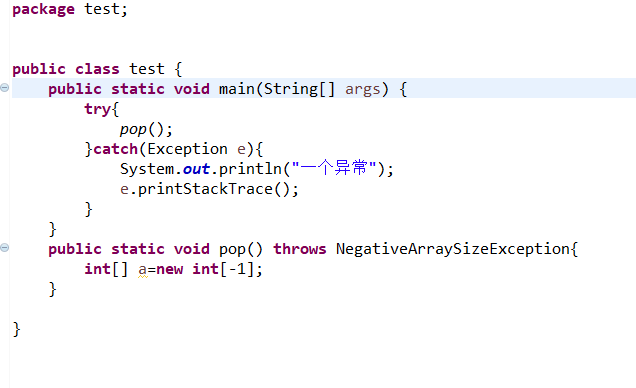 package test;
public class test {
    public static void main(String[] args) {
        try{
            pop();
        }catch(Exception e){
            System.out.println("一个异常");
            e.printStackTrace();
        }
    }
    public static void pop() throws NegativeArraySizeException{
        int[] a=new int[-1];
    }
}